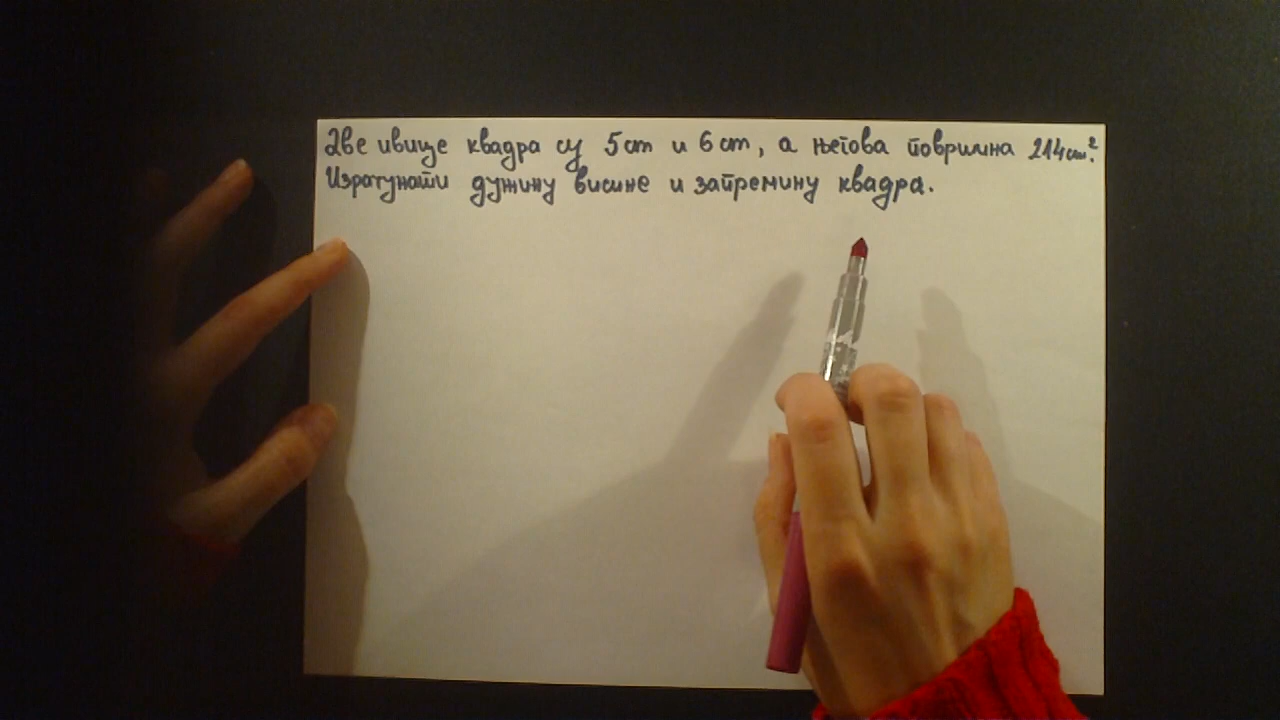 Две ивице квадра су 5cm и 6cm, а његова површина 214cm².
Израчунати дужину висине и запремину квадра.